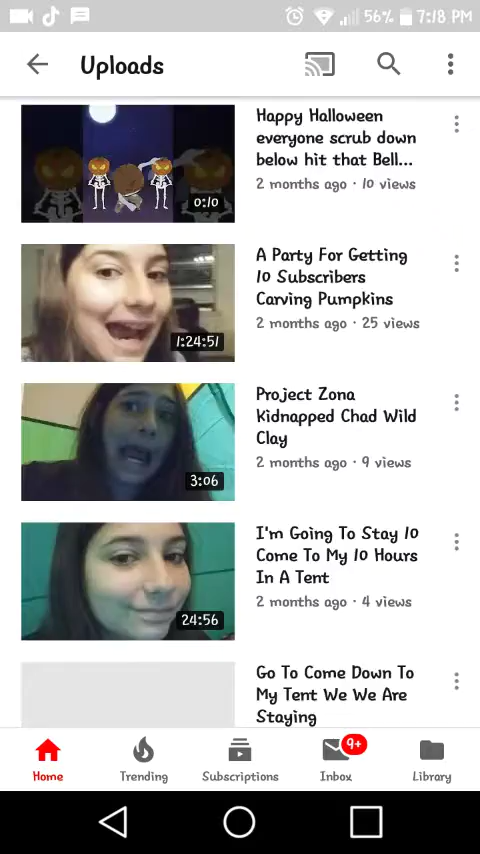 56% 7:18 PM
Uploads
Happy Halloween
everyone scrub down
below hit that Bell...
2 months ago · 10 views
0:10
A Party For Getting
10 Subscribers
Carving Pumpkins
2 months ago · 25 views
1:24:51
Project Zona
Kidnapped Chad Wild
Clay
2 months ago · 9 views
3:06
I'm Going To Stay 10
Come To My 10 Hours
In A Tent
2 months ago · 4 views
24:56
Go To Come Down To
My Tent We We Are
Staying
9+
Home Trending Subscriptions Inbox Library